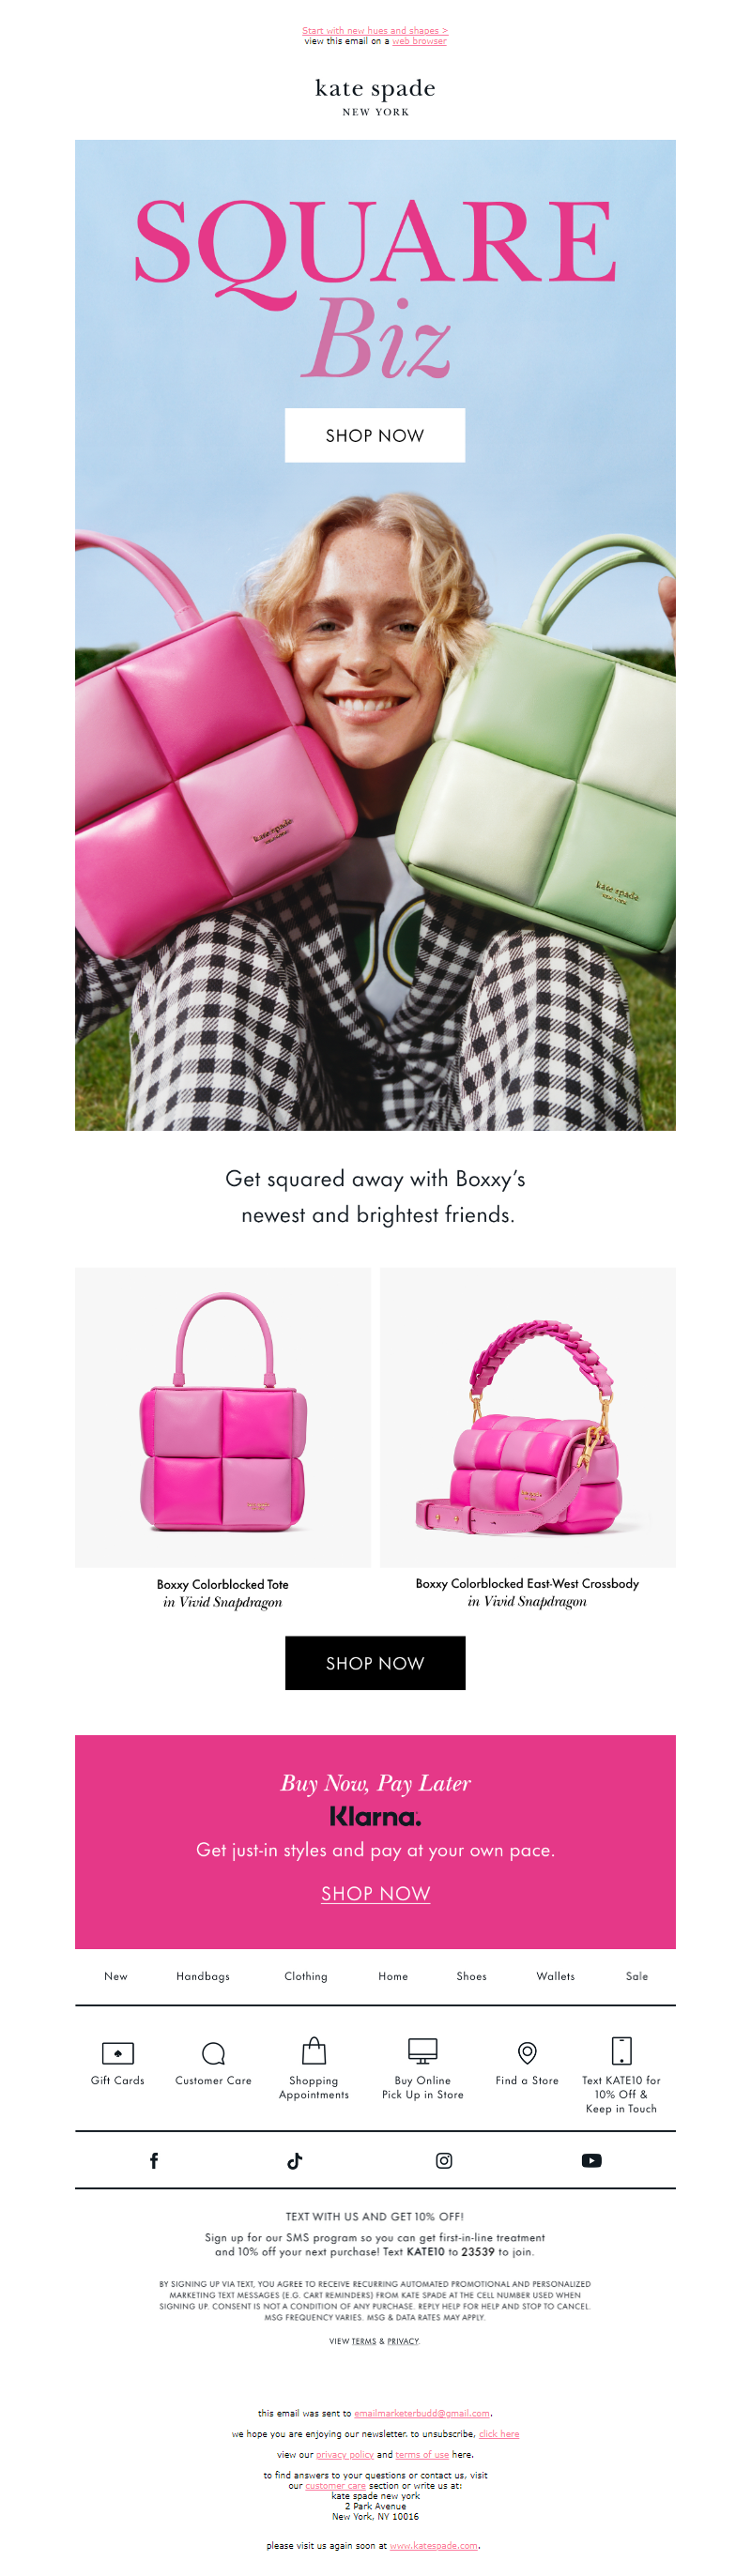 Start with new hues and shapes >
view this email on a web browser
kate spade
NEW YORK
SQUARE
Biz
SHOP NOW
kate spade
kate spade
NEW YORK
Get squared away with Boxxy's
newest and brightest friends.
Boxxy Colorblocked Tote
in Vivid Snapdragon
Boxxy Colorblocked East-West Crossbody
in Vivid Snapdragon
SHOP NOW
Buy Now, Pay Later
Klarna.
Get just-in styles and pay at your own pace.
SHOP NOW
New Handbags Clothing Home Shoes Wallets Sale
Gift Cards
Customer Care
Shopping
Appointments
Buy Online
Pick Up in Store
Find a Store
Text KATE10 for
10% Off &
Keep in Touch
TEXT WITH US AND GET 10% OFF!
Sign up for our SMS program so you can get first-in-line treatment
and 10% off your next purchase! Text KATE10 to 23539 to join.
BY SIGNING UP VIA TEXT, YOU AGREE TO RECEIVE RECURRING AUTOMATED PROMOTIONAL AND PERSONALIZED
MARKETING TEXT MESSAGES (E.G. CART REMINDERS) FROM KATE SPADE AT THE CELL NUMBER USED WHEN
SIGNING UP. CONSENT IS NOT A CONDITION OF ANY PURCHASE. REPLY HELP FOR HELP AND STOP TO CANCEL.
MSG FREQUENCY VARIES. MSG & DATA RATES MAY APPLY.
VIEW TERMS & PRIVACY.
this email was sent to emailmarketerbudd@gmail.com.
we hope you are enjoying our newsletter. to unsubscribe, click here
view our privacy policy and terms of use here.
to find answers to your questions or contact us, visit
our customer care section or write us at:
kate spade new york
2 Park Avenue
New York, NY 10016
please visit us again soon at www.katespade.com.